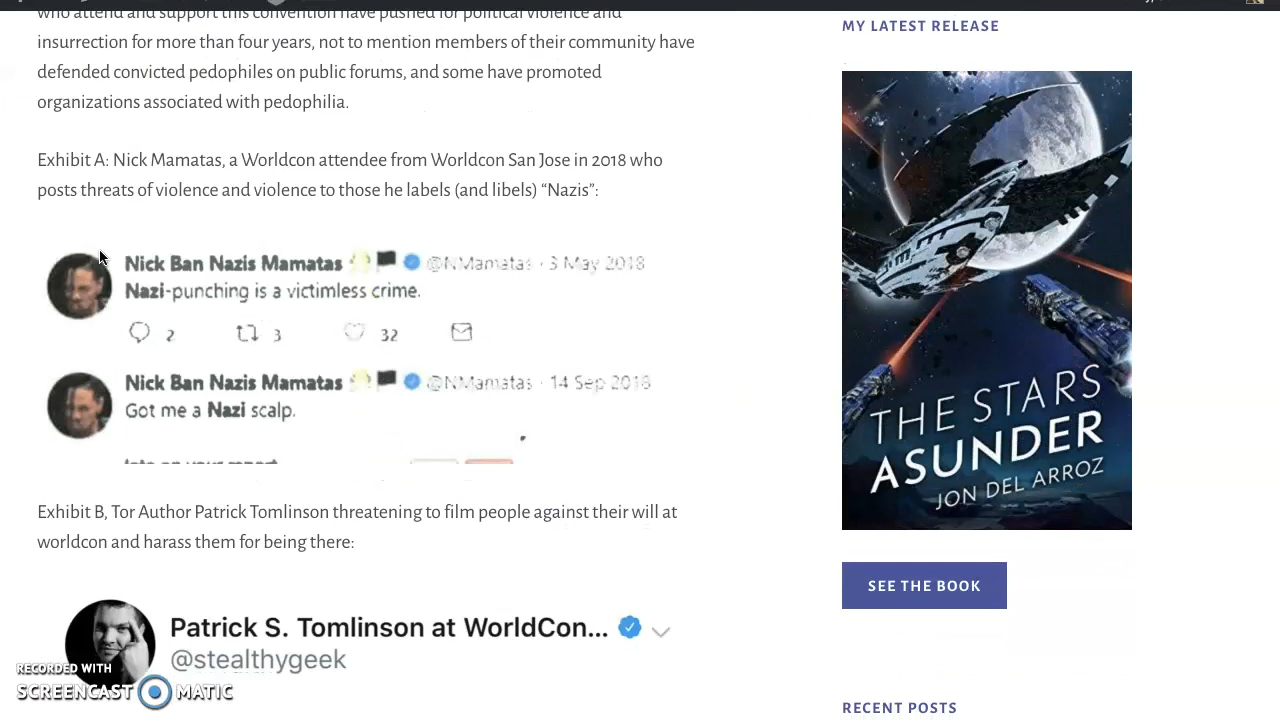 who attend and support this convention have pushed for political violence and
insurrection for more than four years, not to mention members of their community have
defended convicted pedophiles on public forums, and some have promoted
organizations associated with pedophilia.
Exhibit A: Nick Mamatas, a Worldcon attendee from Worldcon San Jose in 2018 who
posts threats of violence and violence to those he labels (and libels) “Nazis”:
Nick Ban Nazis Mamatas @NMamatas · 3 May 2018
Nazi-punching is a victimless crime.
2 3 32
Nick Ban Nazis Mamatas @NMamatas · 14 Sep 2018
Got me a Nazi scalp.
Exhibit B, Tor Author Patrick Tomlinson threatening to film people against their will at
worldcon and harass them for being there:
Patrick S. Tomlinson at WorldCon...
@stealthygeek
RECORDED WITH
SCREENCAST MATIC
MY LATEST RELEASE
THE STARS
ASUNDER
JON DEL ARROZ
SEE THE BOOK
RECENT POSTS